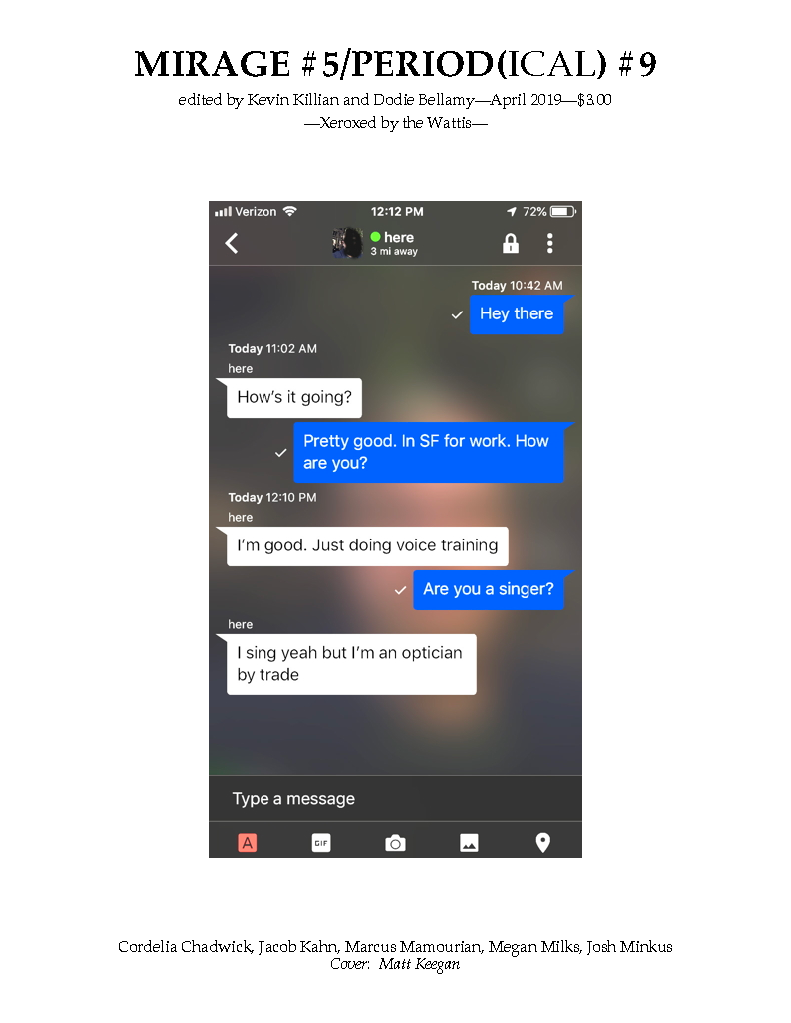 MIRAGE #5/PERIOD(ICAL) #9
edited by Kevin Killian and Dodie Bellamy—April 2019—$3.00
—Xeroxed by the Wattis—
Verizon 12:12 PM 72%
here
3 mi away
Today 10:42 AM
Hey there
Today 11:02 AM
here
How's it going?
Pretty good. In SF for work. How
are you?
Today 12:10 PM
here
I'm good. Just doing voice training
Are you a singer?
here
I sing yeah but I'm an optician
by trade
Type a message
A GIF
Cordelia Chadwick, Jacob Kahn, Marcus Mamourian, Megan Milks, Josh Minkus
Cover: Matt Keegan